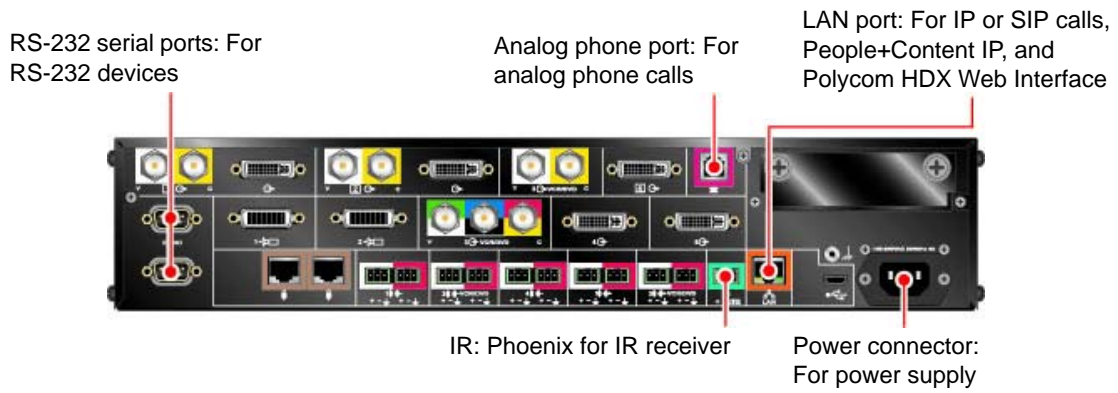 RS-232 serial ports: For
RS-232 devices
Analog phone port: For
analog phone calls
LAN port: For IP or SIP calls,
People+Content IP, and
Polycom HDX Web Interface
LAN
IR: Phoenix for IR receiver
Power connector:
For power supply